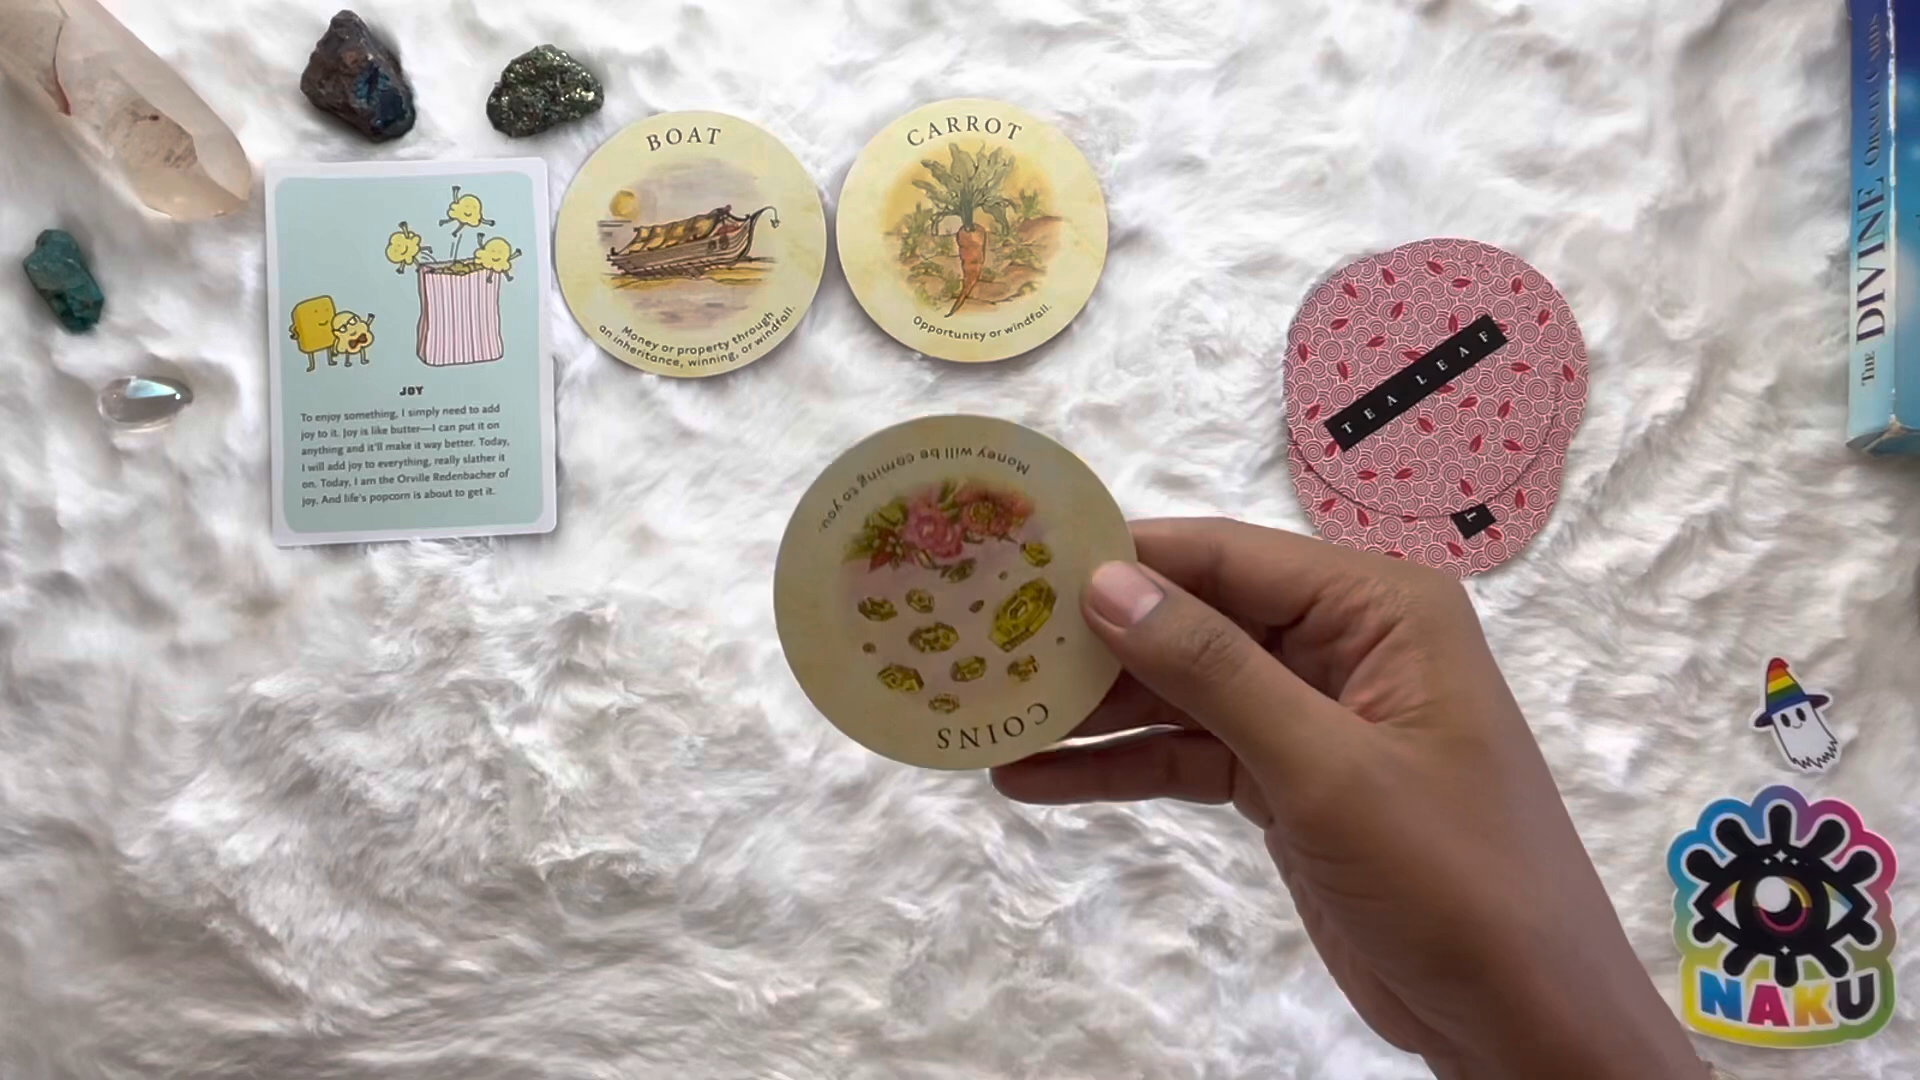 BOAT
Money or property through
an inheritance, winning, or windfall.
CARROT
Opportunity or windfall.
JOY
To enjoy something, I simply need to add
joy to it. Joy is like butter—I can put it on
anything and it'll make it way better. Today,
I will add joy to everything, really slather it
on. Today, I am the Orville Redenbacher of
joy. And life's popcorn is about to get it.
COINS
Money will be coming to you.
TEA LEAF
T
THE DIVINE ORACLE CARDS
NAKU